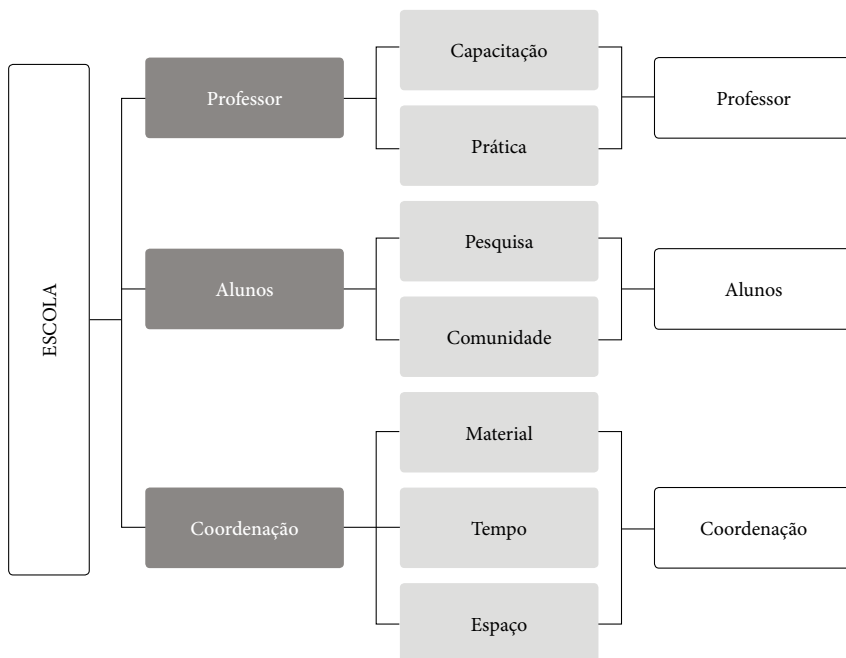 ESCOLA
Professor
Capacitação
Prática
Professor
Alunos
Pesquisa
Comunidade
Alunos
Coordenação
Material
Tempo
Espaço
Coordenação